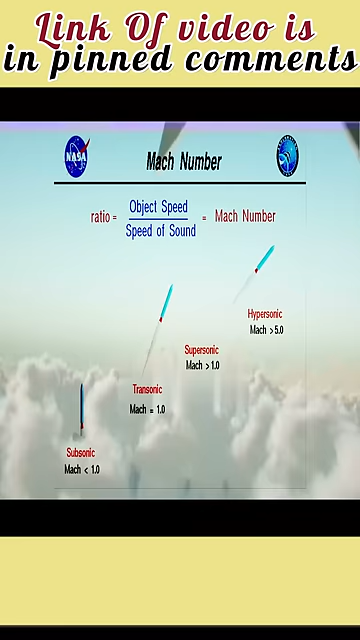 Link Of video is
in pinned comments
NASA
Mach Number
ratio = Object Speed = Mach Number
Speed of Sound
Hypersonic
Mach > 5.0
Supersonic
Mach > 1.0
Transonic
Mach = 1.0
Subsonic
Mach < 1.0